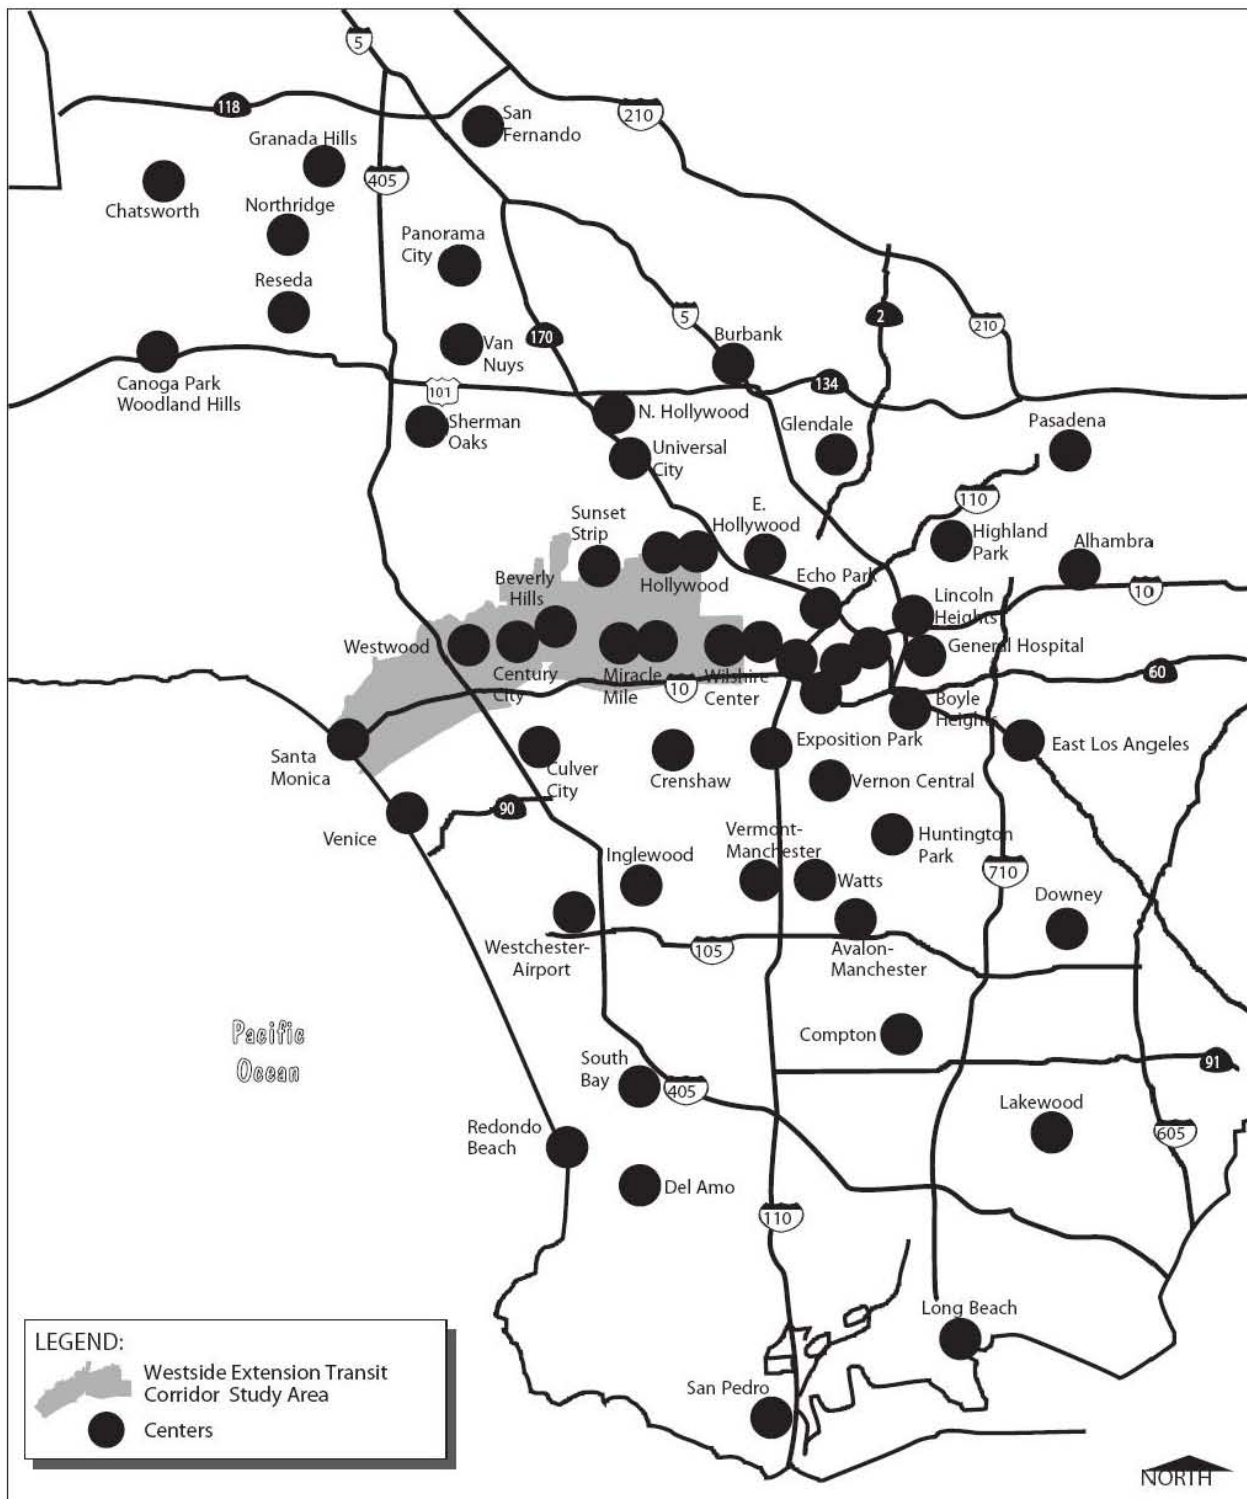 5
118
210
San
Fernando
Granada Hills
405
Chatsworth
Northridge
Panorama
City
Reseda
5
2
210
170
Burbank
Van
Nuys
Canoga Park
Woodland Hills
101
134
N. Hollywood
Sherman
Oaks
Glendale
Pasadena
Universal
City
110
Sunset
Strip
E.
Hollywood
Highland
Park
Alhambra
Beverly
Hills
Hollywood
Echo Park
10
Lincoln
Heights
Westwood
General Hospital
Century
City
Miracle
Mile
10
Wilshire
Center
60
Boyle
Heights
Santa
Monica
Culver
City
Crenshaw
Exposition Park
East Los Angeles
Vernon Central
90
Venice
Vermont-
Manchester
Huntington
Park
Inglewood
Watts
710
Downey
Westchester-
Airport
105
Avalon-
Manchester
Pacific
Ocean
Compton
South
Bay
405
91
Lakewood
Redondo
Beach
605
Del Amo
110
Long Beach
San Pedro
LEGEND:
Westside Extension Transit
Corridor Study Area
Centers
NORTH